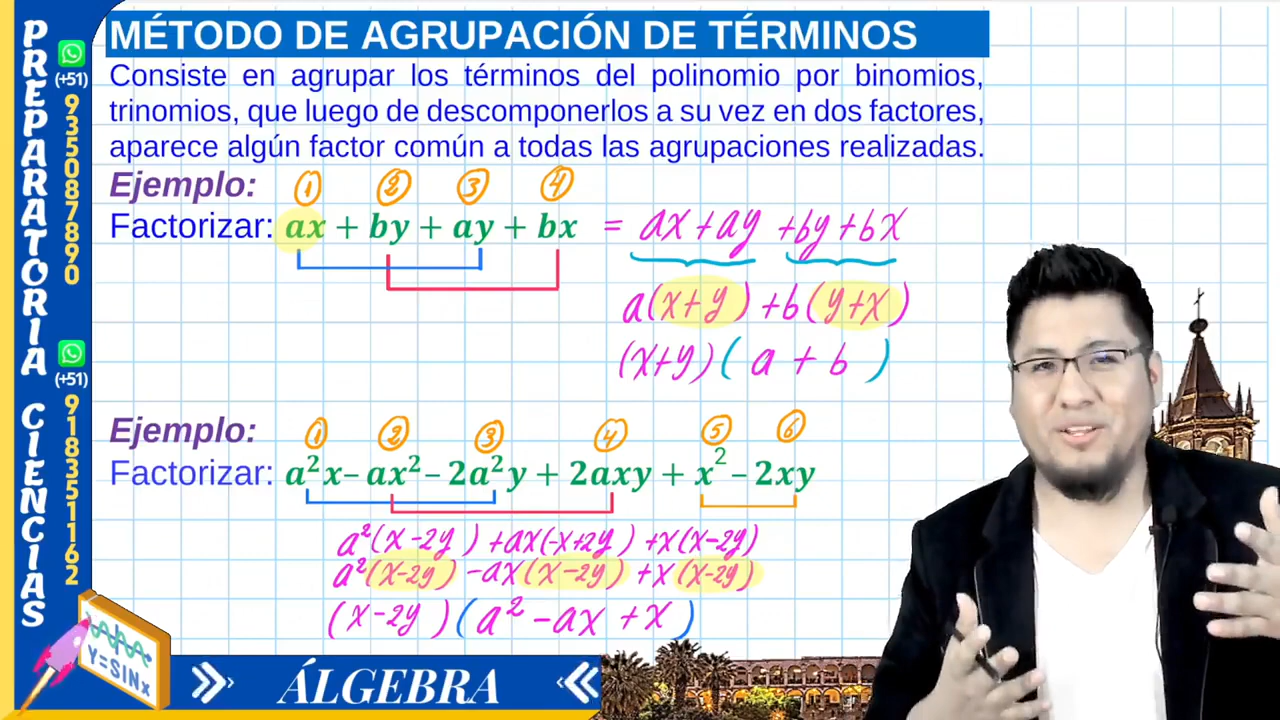 MÉTODO DE AGRUPACIÓN DE TÉRMINOS
Consiste en agrupar los términos del polinomio por binomios,
trinomios, que luego de descomponerlos a su vez en dos factores,
aparece algún factor común a todas las agrupaciones realizadas.
Ejemplo:
① ② ③ ④
Factorizar: ax + by + ay + bx = ax + ay + by + bx
a(x+y) + b(y+x)
(x+y)(a + b)
Ejemplo:
① ② ③ ④ ⑤ ⑥
Factorizar: a²x – ax² – 2a²y + 2axy + x² – 2xy
a²(x-2y) + ax(-x+2y) + x(x-2y)
a²(x-2y) - ax(x-2y) + x(x-2y)
(x-2y)(a² - ax + x)
PREPARATORIA CIENCIAS
(+51)
935087890
(+51)
918351162
Y=SINx
ÁLGEBRA